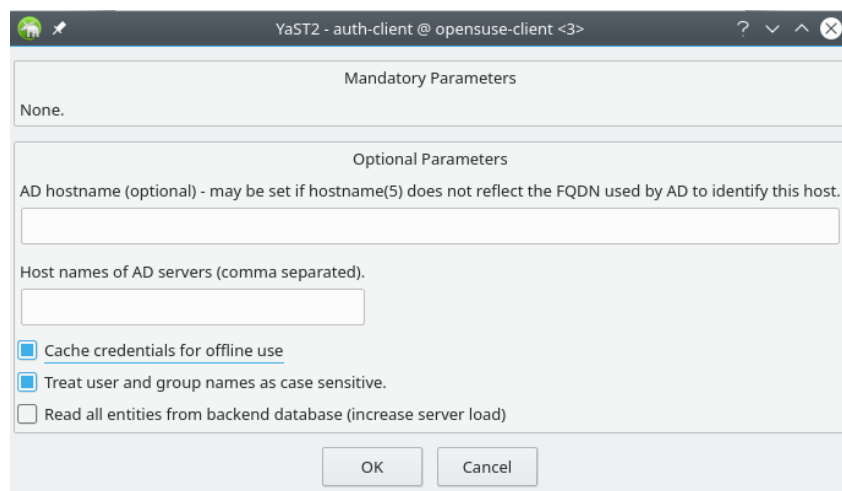 YaST2 - auth-client @ opensuse-client <3>
Mandatory Parameters
None.
Optional Parameters
AD hostname (optional) - may be set if hostname(5) does not reflect the FQDN used by AD to identify this host.
Host names of AD servers (comma separated).
Cache credentials for offline use
Treat user and group names as case sensitive.
Read all entities from backend database (increase server load)
OK Cancel